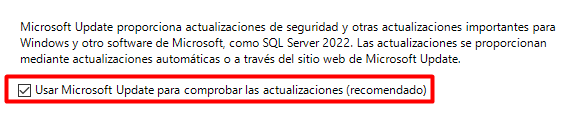 Microsoft Update proporciona actualizaciones de seguridad y otras actualizaciones importantes para
Windows y otro software de Microsoft, como SQL Server 2022. Las actualizaciones se proporcionan
mediante actualizaciones automáticas o a través del sitio web de Microsoft Update.
Usar Microsoft Update para comprobar las actualizaciones (recomendado)